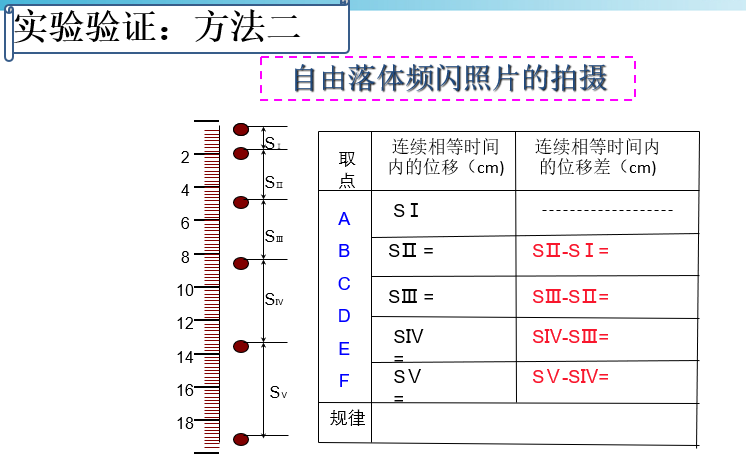 实验验证：方法二
自由落体频闪照片的拍摄
2
4
6
8
10
12
14
16
18
SⅠ
SⅡ
SⅢ
SⅣ
SⅤ
取点
连续相等时间
内的位移（cm)
连续相等时间内
的位移差（cm)
A
SⅠ
-------------------
B
SⅡ =
SⅡ-SⅠ=
C
SⅢ =
SⅢ-SⅡ=
D
SⅣ
=
SⅣ-SⅢ=
E
SⅤ
=
SⅤ-SⅣ=
F
规律